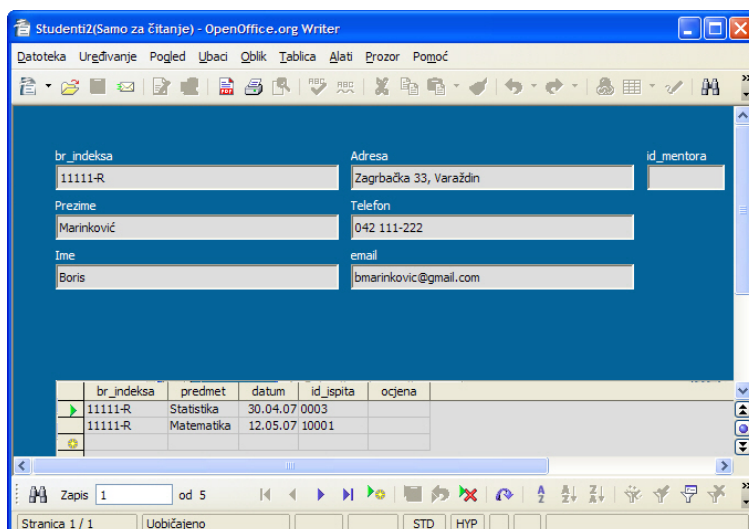 Studenti2(Samo za čitanje) - OpenOffice.org Writer
Datoteka Uređivanje Pogled Ubaci Oblik Tablica Alati Prozor Pomoć
br_indeksa Adresa id_mentora
11111-R Zagrbačka 33, Varaždin
Prezime Telefon
Marinković 042 111-222
Ime email
Boris bmarinkovic@gmail.com
br_indeksa predmet datum id_ispita ocjena
11111-R Statistika 30.04.07 0003
11111-R Matematika 12.05.07 10001
Zapis 1 od 5
Stranica 1 / 1 Uobičajeno STD HYP